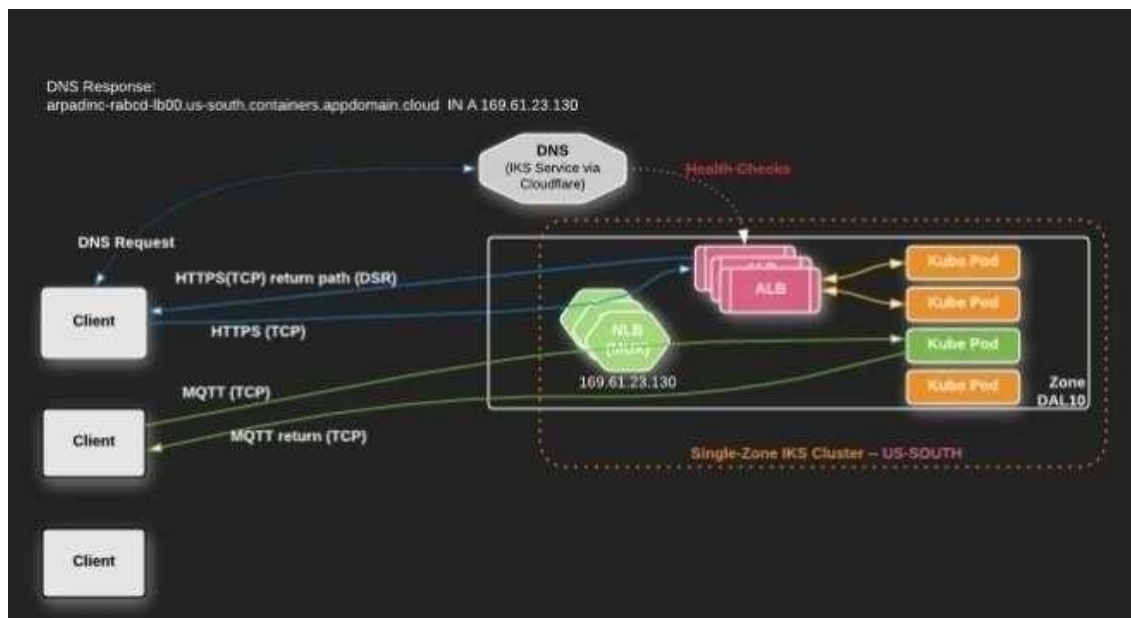 DNS Response:
arpadinc-rabcd-lb00.us-south.containers.appdomain.cloud IN A 169.61.23.130
DNS
(IKS Service via
Cloudflare)
Health Checks
DNS Request
HTTPS(TCP) return path (DSR)
Client
HTTPS (TCP)
ALB
Kube Pod
Kube Pod
NLB
(MUX)
Kube Pod
169.61.23.130
Kube Pod
Zone
DAL10
MQTT (TCP)
Client
MQTT return (TCP)
Single-Zone IKS Cluster -- US-SOUTH
Client